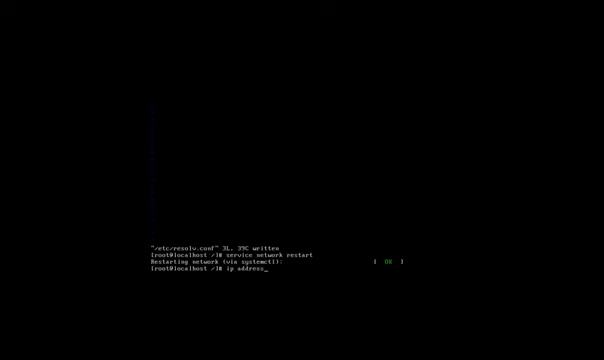 "/etc/resolv.conf" 3L, 39C written
[root@localhost /]# service network restart
Restarting network (via systemctl): [ OK ]
[root@localhost /]# ip address_